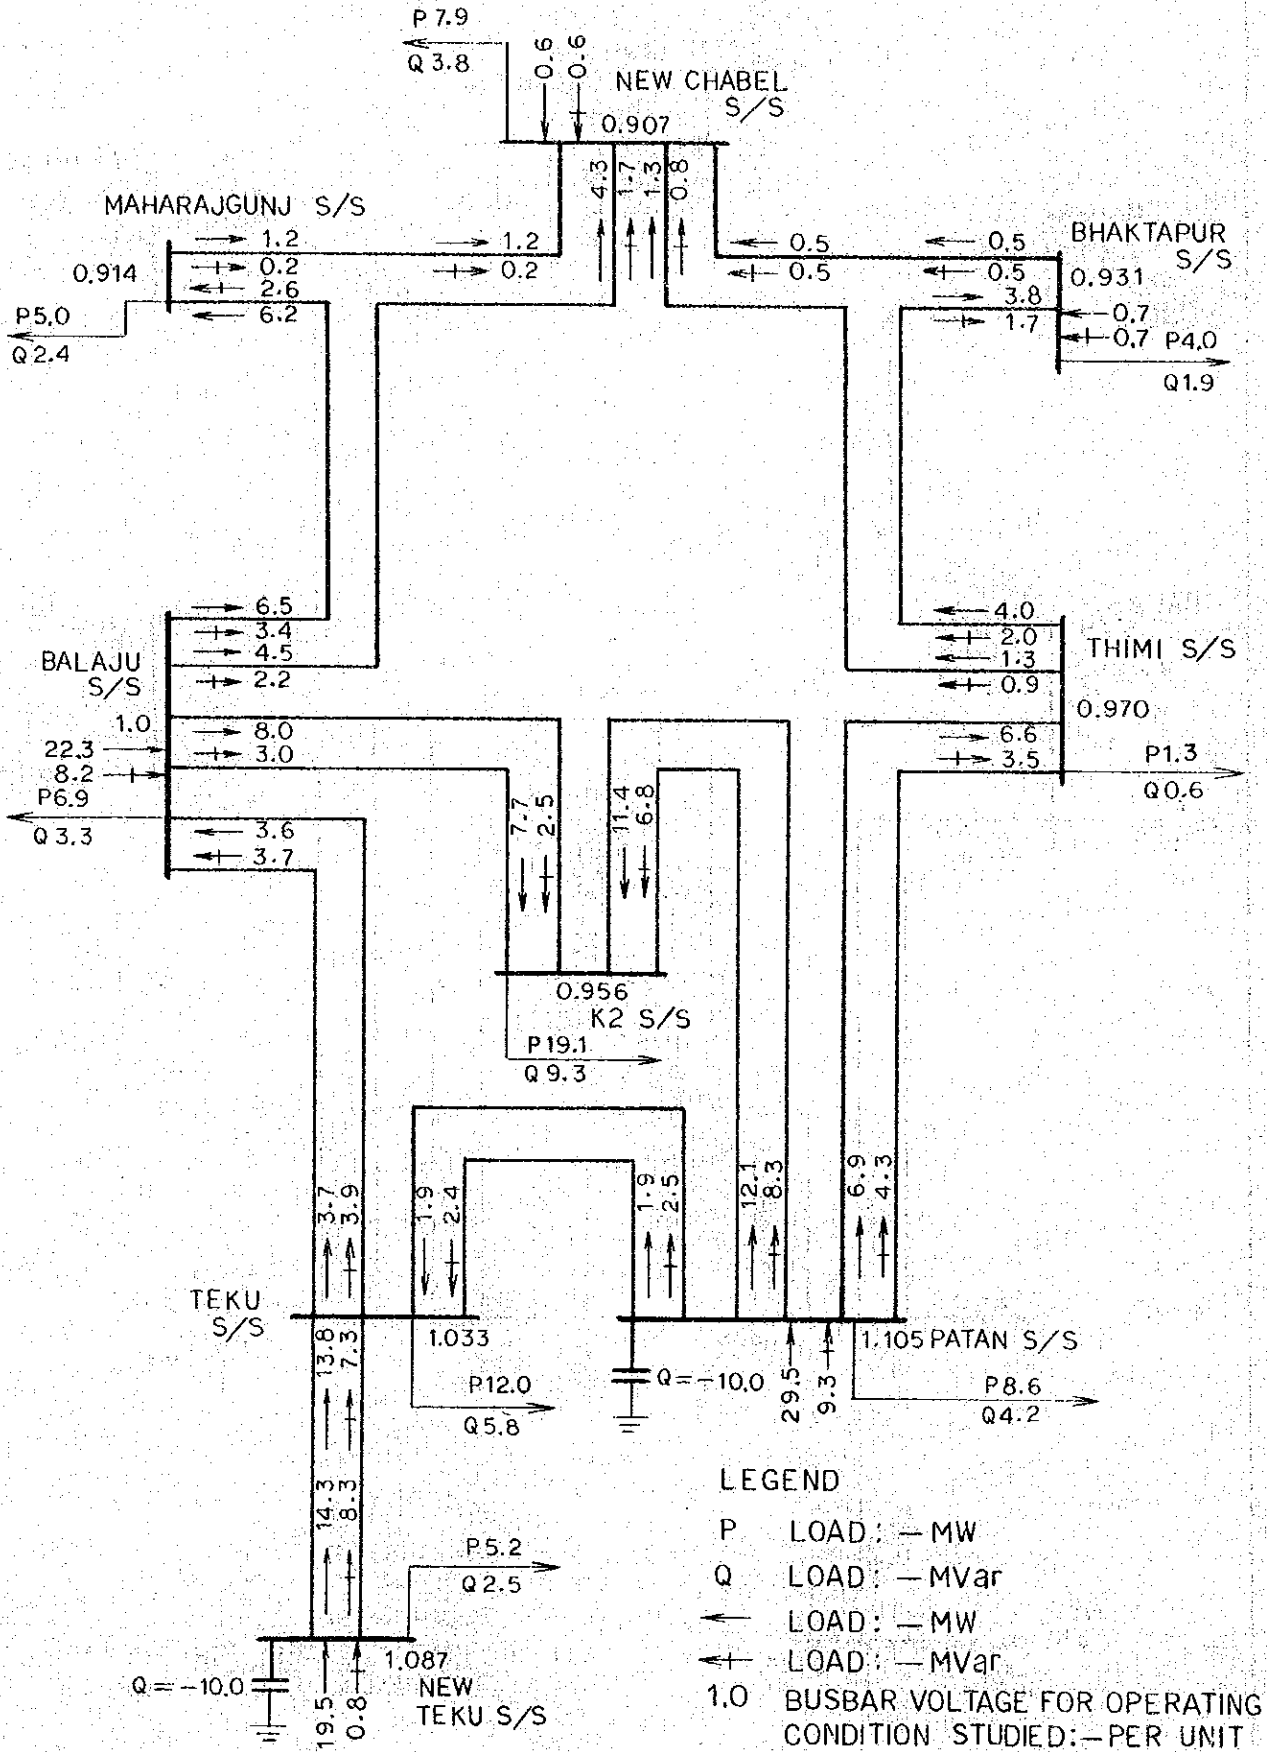 P 7.9
Q 3.8
0.6
0.6
NEW CHABEL
S/S
0.907
4.3
1.7
1.3
0.8
MAHARAJGUNJ S/S
0.914
1.2
0.2
2.6
6.2
1.2
0.2
P5.0
Q2.4
0.5
0.5
0.5
0.5
BHAKTAPUR
S/S
0.931
3.8
1.7
0.7
0.7
P4.0
Q1.9
6.5
3.4
4.5
2.2
BALAJU
S/S
1.0
8.0
3.0
22.3
8.2
P6.9
Q 3.3
3.6
3.7
4.0
2.0
1.3
0.9
THIMI S/S
0.970
6.6
3.5
P1.3
Q0.6
7.7
2.5
11.4
6.8
0.956
K2 S/S
P19.1
Q9.3
3.7
3.9
1.9
2.4
1.9
2.5
12.1
8.3
6.9
4.3
TEKU
S/S
1.033
13.8
7.3
P12.0
Q5.8
1.105 PATAN S/S
Q=-10.0
29.5
9.3
P8.6
Q4.2
14.3
8.3
P5.2
Q2.5
1.087
NEW
TEKU S/S
Q=-10.0
19.5
0.8
LEGEND
P LOAD:-MW
Q LOAD:-MVar
← LOAD:-MW
LOAD:-MVar
1.0 BUSBAR VOLTAGE FOR OPERATING
CONDITION STUDIED:-PER UNIT